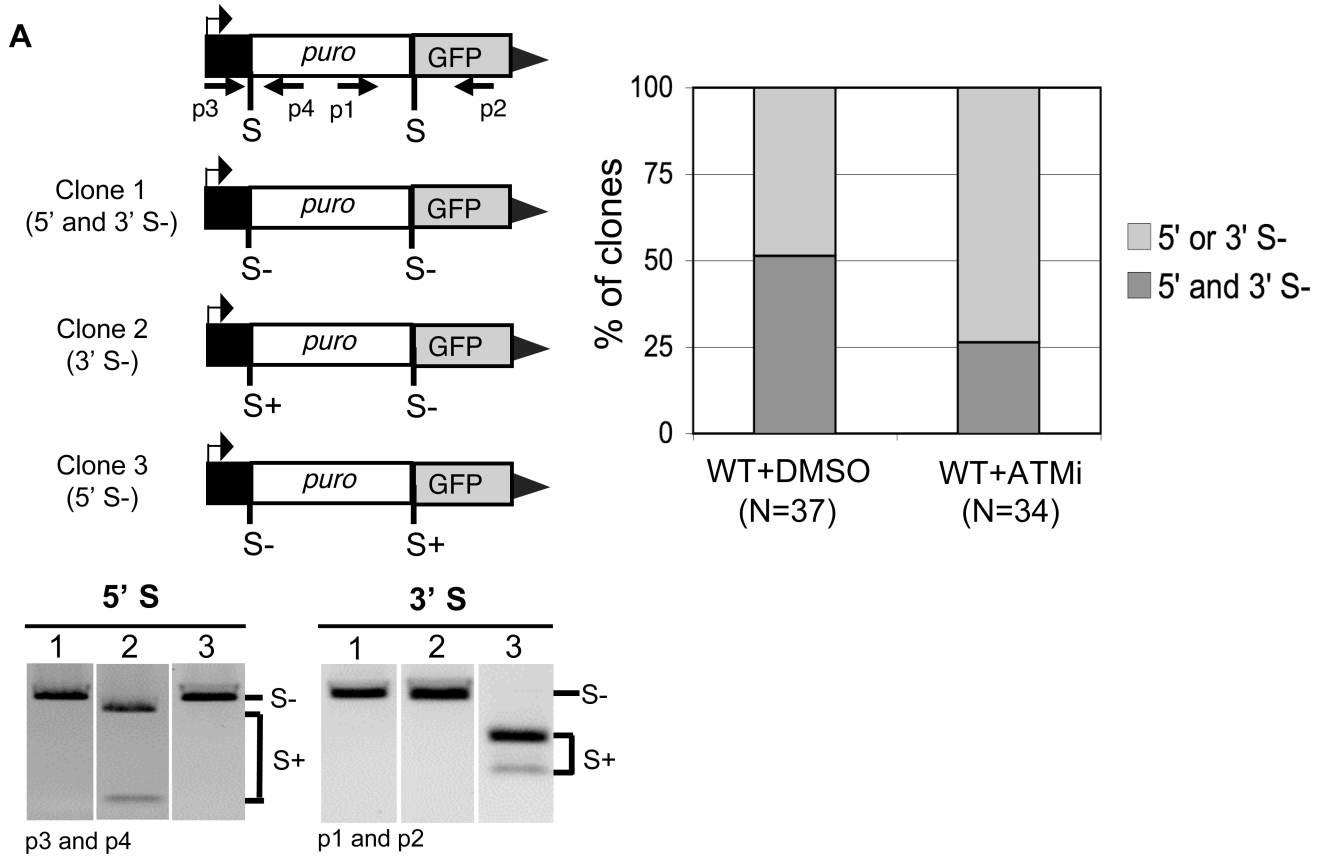 A
puro GFP
p3 p4 p1 p2
S S
Clone 1
(5’ and 3’ S-)
puro GFP
S- S-
Clone 2
(3’ S-)
puro GFP
S+ S-
Clone 3
(5’ S-)
puro GFP
S- S+
5’ S
1 2 3
S-
S+
p3 and p4
3’ S
1 2 3
S-
S+
p1 and p2
% of clones
100
75
50
25
0
WT+DMSO
(N=37)
WT+ATMi
(N=34)
5' or 3' S-
5' and 3' S-